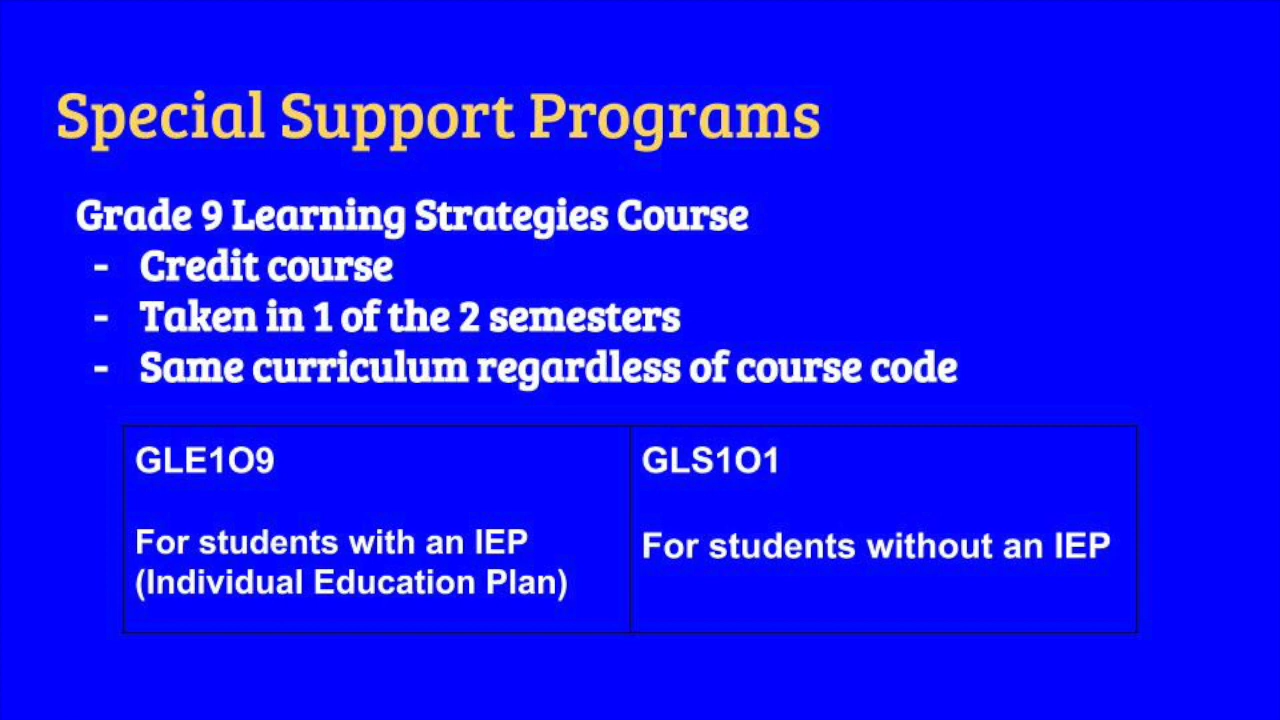 Special Support Programs
Grade 9 Learning Strategies Course
- Credit course
- Taken in 1 of the 2 semesters
- Same curriculum regardless of course code
GLE1O9
For students with an IEP
(Individual Education Plan)
GLS1O1
For students without an IEP